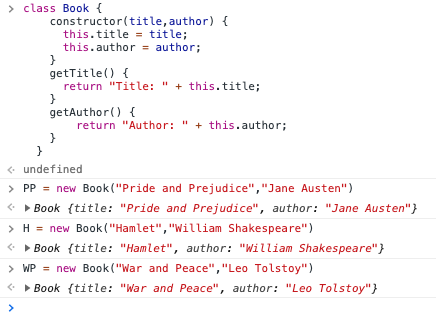 class Book {
constructor(title,author) {
this.title = title;
this.author = author;
}
getTitle() {
return "Title: " + this.title;
}
getAuthor() {
return "Author: " + this.author;
}
}
undefined
PP = new Book("Pride and Prejudice","Jane Austen")
Book {title: "Pride and Prejudice", author: "Jane Austen"}
H = new Book("Hamlet","William Shakespeare")
Book {title: "Hamlet", author: "William Shakespeare"}
WP = new Book("War and Peace","Leo Tolstoy")
Book {title: "War and Peace", author: "Leo Tolstoy"}